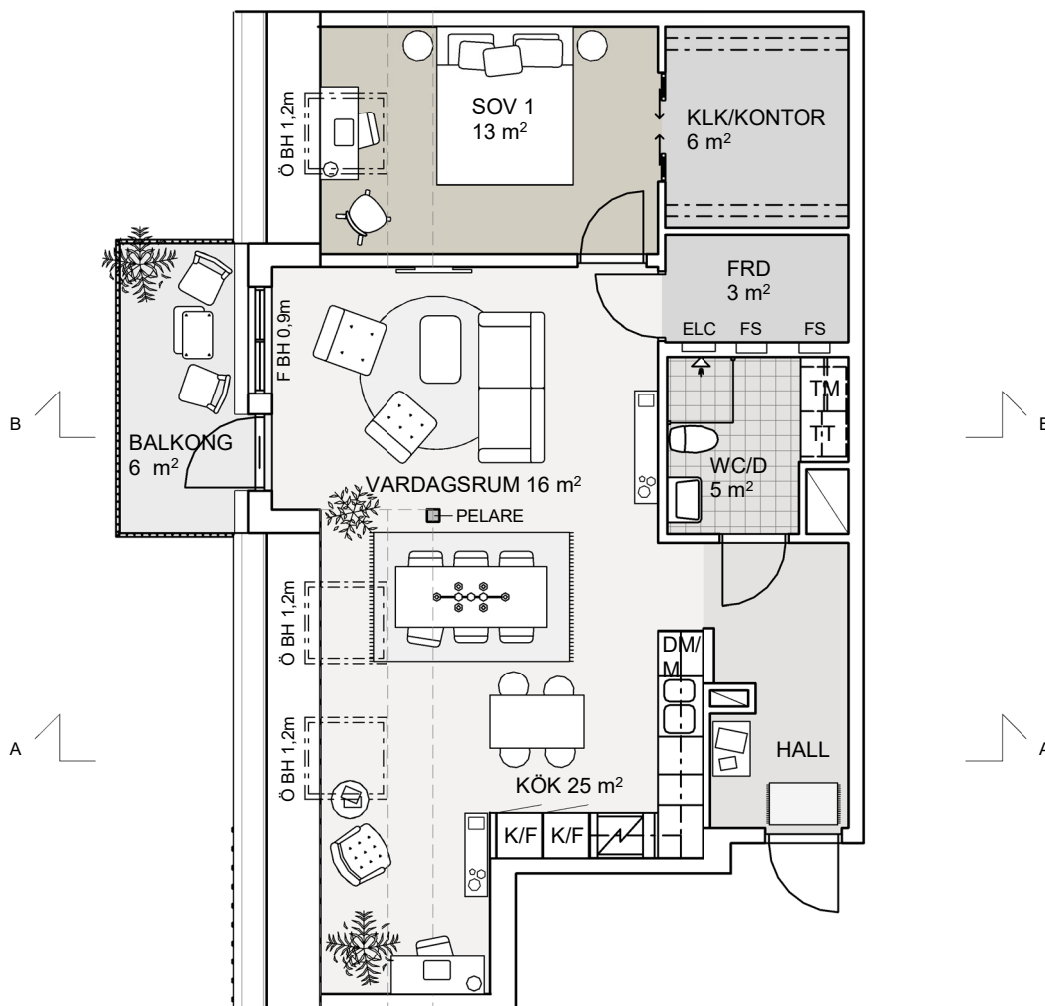 SOV 1
13 m²
KLK/KONTOR
6 m²
Ö BH 1,2m
FRD
3 m²
ELC FS FS
F BH 0,9m
TM
TT
B
B
BALKONG
6 m²
WC/D
5 m²
VARDAGSRUM 16 m²
PELARE
Ö BH 1,2m
DM/
M
A
A
Ö BH 1,2m
HALL
KÖK 25 m²
K/F K/F